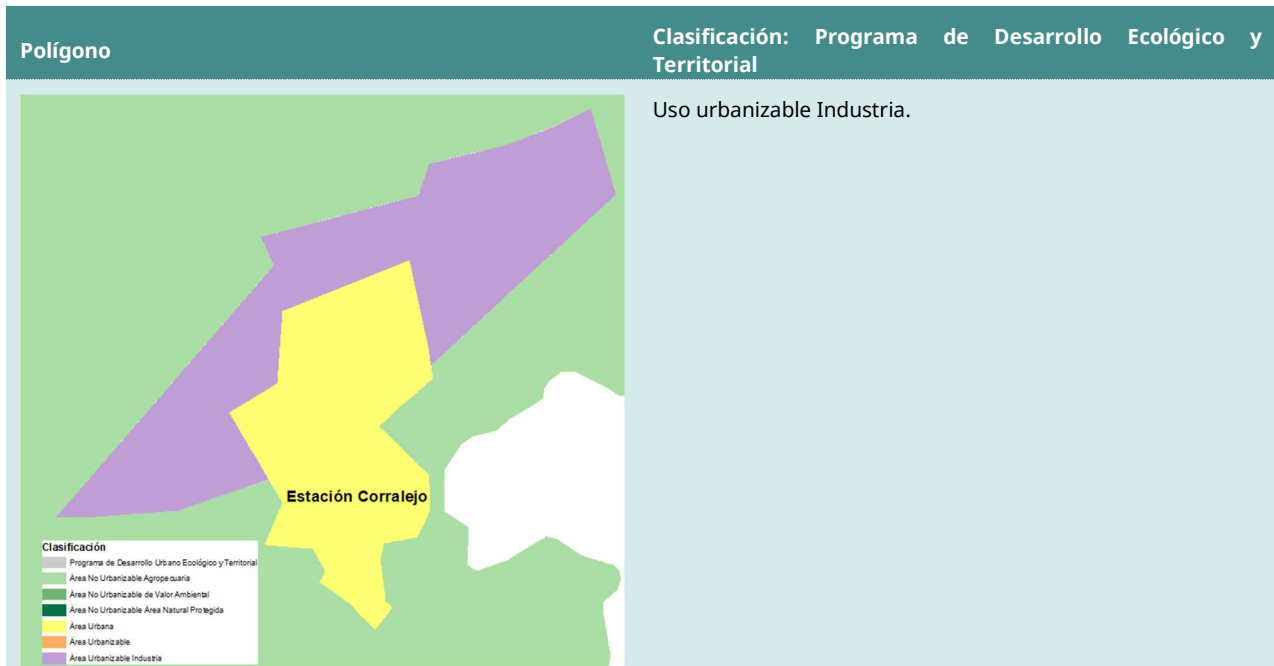 Polígono
Clasificación: Programa de Desarrollo Ecológico y
Territorial
Uso urbanizable Industria.
Estación Corralejo
Clasificación
Programa de Desarrollo Urbano Ecológico y Territorial
Área No Urbanizable Agropecuaria
Área No Urbanizable de Valor Ambiental
Área No Urbanizable Área Natural Protegida
Área Urbana
Área Urbanizable
Área Urbanizable Industria